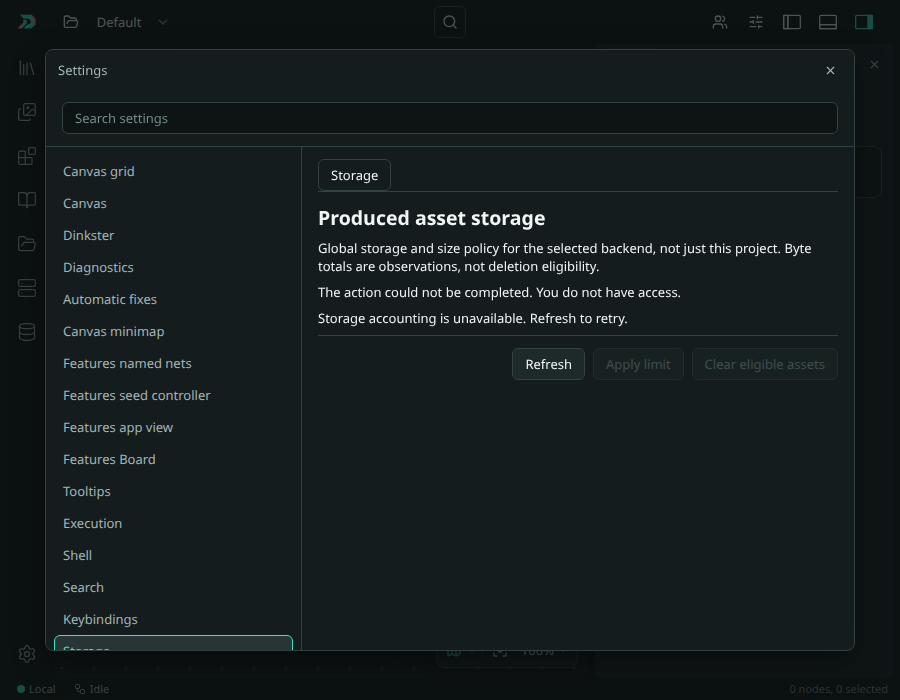 Default
Settings
Search settings
Canvas grid
Canvas
Dinkster
Diagnostics
Automatic fixes
Canvas minimap
Features named nets
Features seed controller
Features app view
Features Board
Tooltips
Execution
Shell
Search
Keybindings
Storage
Storage
Produced asset storage
Global storage and size policy for the selected backend, not just this project. Byte
totals are observations, not deletion eligibility.
The action could not be completed. You do not have access.
Storage accounting is unavailable. Refresh to retry.
Refresh
Apply limit
Clear eligible assets
100%
Local
Idle
0 nodes, 0 selected